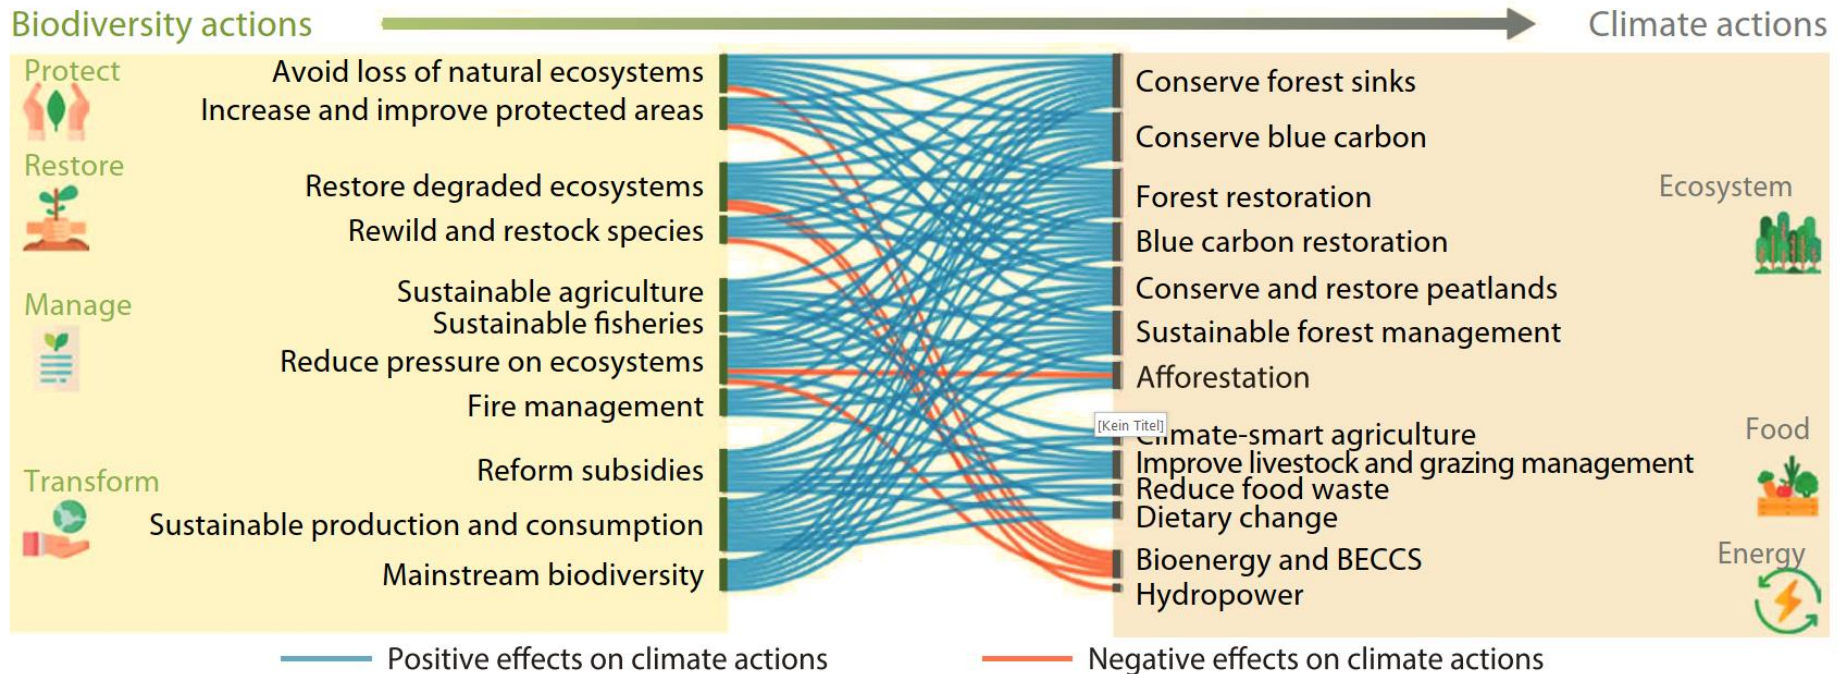 Biodiversity actions
Climate actions
Protect
Avoid loss of natural ecosystems
Increase and improve protected areas
Restore
Restore degraded ecosystems
Rewild and restock species
Manage
Sustainable agriculture
Sustainable fisheries
Reduce pressure on ecosystems
Fire management
Transform
Reform subsidies
Sustainable production and consumption
Mainstream biodiversity
Conserve forest sinks
Conserve blue carbon
Forest restoration
Blue carbon restoration
Conserve and restore peatlands
Sustainable forest management
Afforestation
Ecosystem
[Kein Titel]
Climate-smart agriculture
Improve livestock and grazing management
Reduce food waste
Dietary change
Food
Bioenergy and BECCS
Hydropower
Energy
Positive effects on climate actions
Negative effects on climate actions